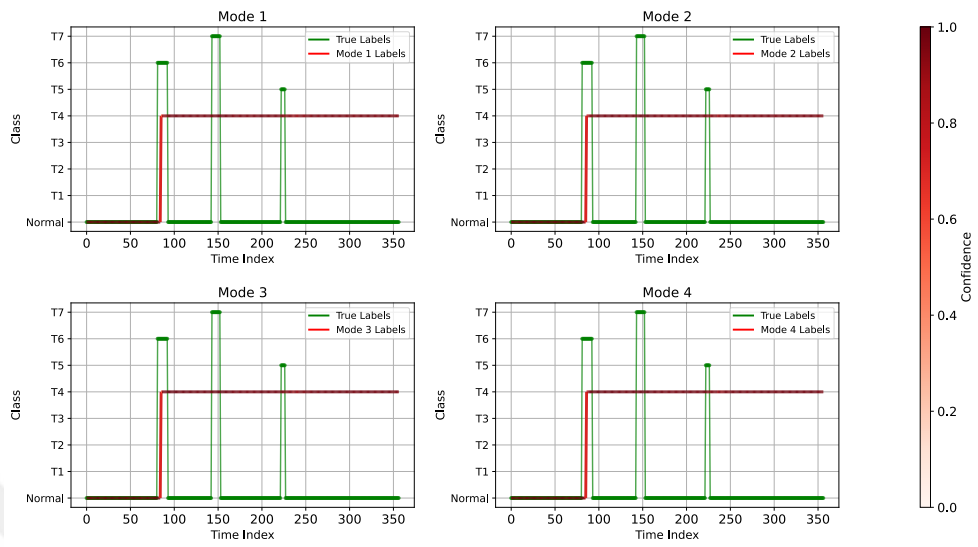 Mode 1
T7
T6
T5
T4
T3
T2
T1
Normal
Class
0 50 100 150 200 250 300 350
Time Index
True Labels
Mode 1 Labels
Mode 2
T7
T6
T5
T4
T3
T2
T1
Normal
Class
0 50 100 150 200 250 300 350
Time Index
True Labels
Mode 2 Labels
Mode 3
T7
T6
T5
T4
T3
T2
T1
Normal
Class
0 50 100 150 200 250 300 350
Time Index
True Labels
Mode 3 Labels
Mode 4
T7
T6
T5
T4
T3
T2
T1
Normal
Class
0 50 100 150 200 250 300 350
Time Index
True Labels
Mode 4 Labels
1.0
0.8
0.6
0.4
0.2
0.0
Confidence